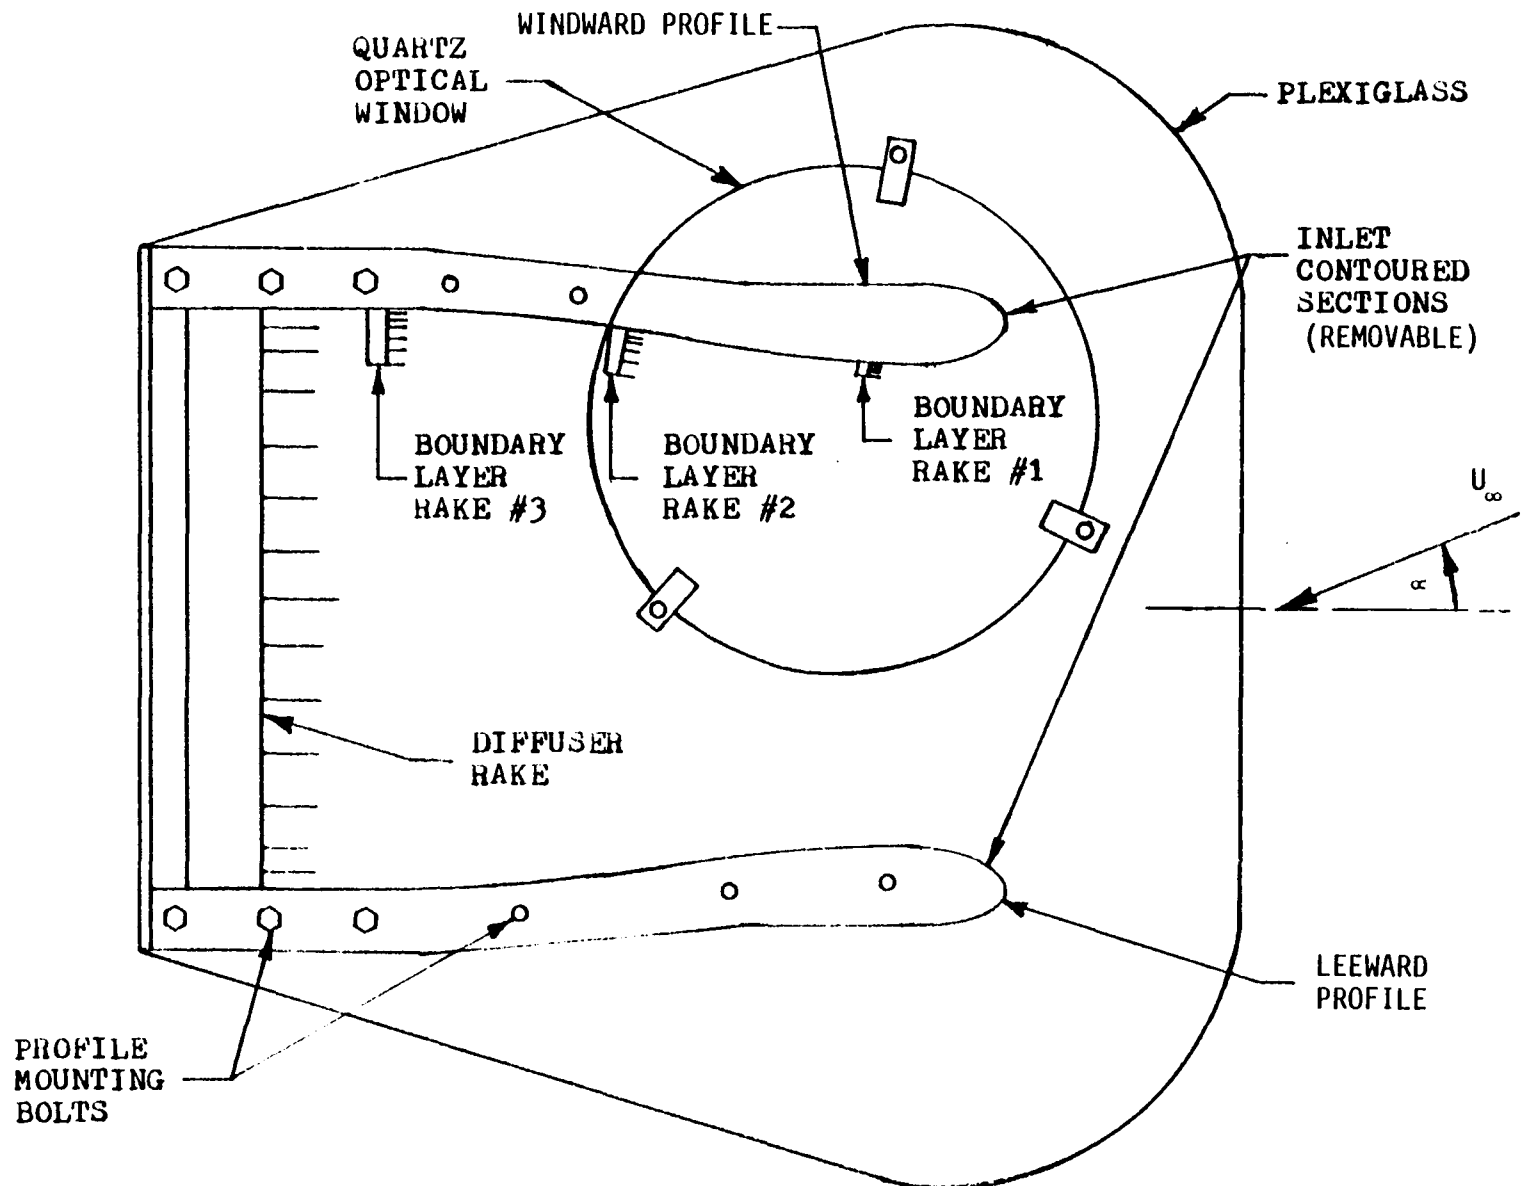 WINDWARD PROFILE
QUARTZ
OPTICAL
WINDOW
PLEXIGLASS
INLET
CONTOURED
SECTIONS
(REMOVABLE)
BOUNDARY
LAYER
RAKE #3
BOUNDARY
LAYER
RAKE #2
BOUNDARY
LAYER
RAKE #1
U∞
∝
DIFFUSER
RAKE
LEEWARD
PROFILE
PROFILE
MOUNTING
BOLTS